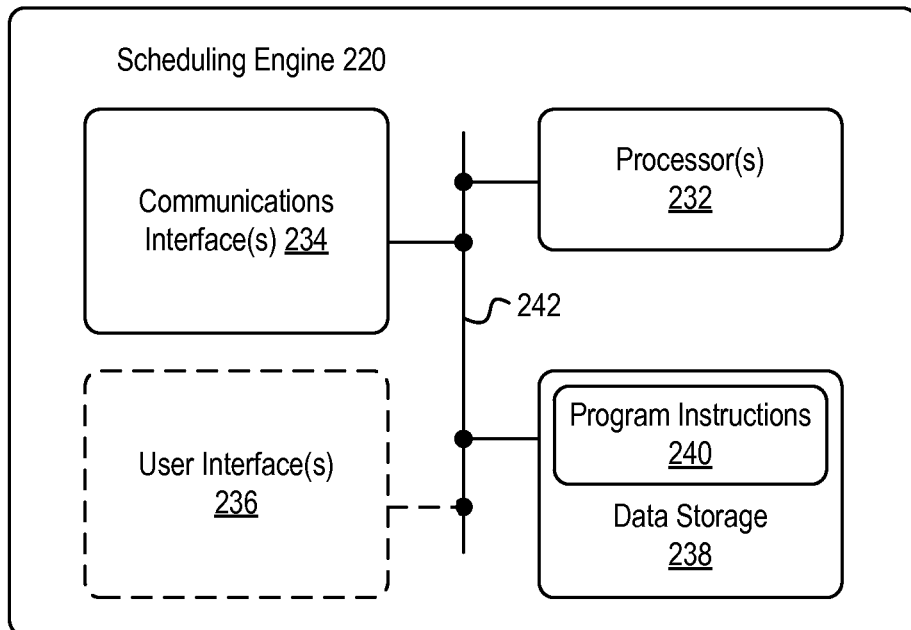 Scheduling Engine 220
Communications
Interface(s) 234
Processor(s)
232
242
User Interface(s)
236
Program Instructions
240
Data Storage
238